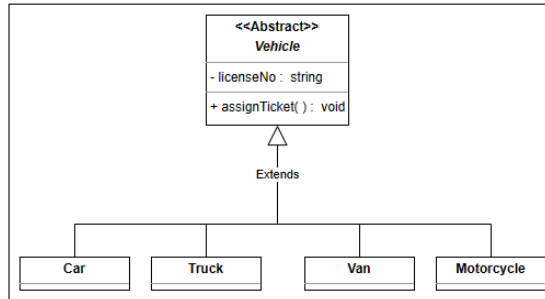 <<Abstract>>
Vehicle
- licenseNo : string
+ assignTicket( ) : void
Extends
Car
Truck
Van
Motorcycle